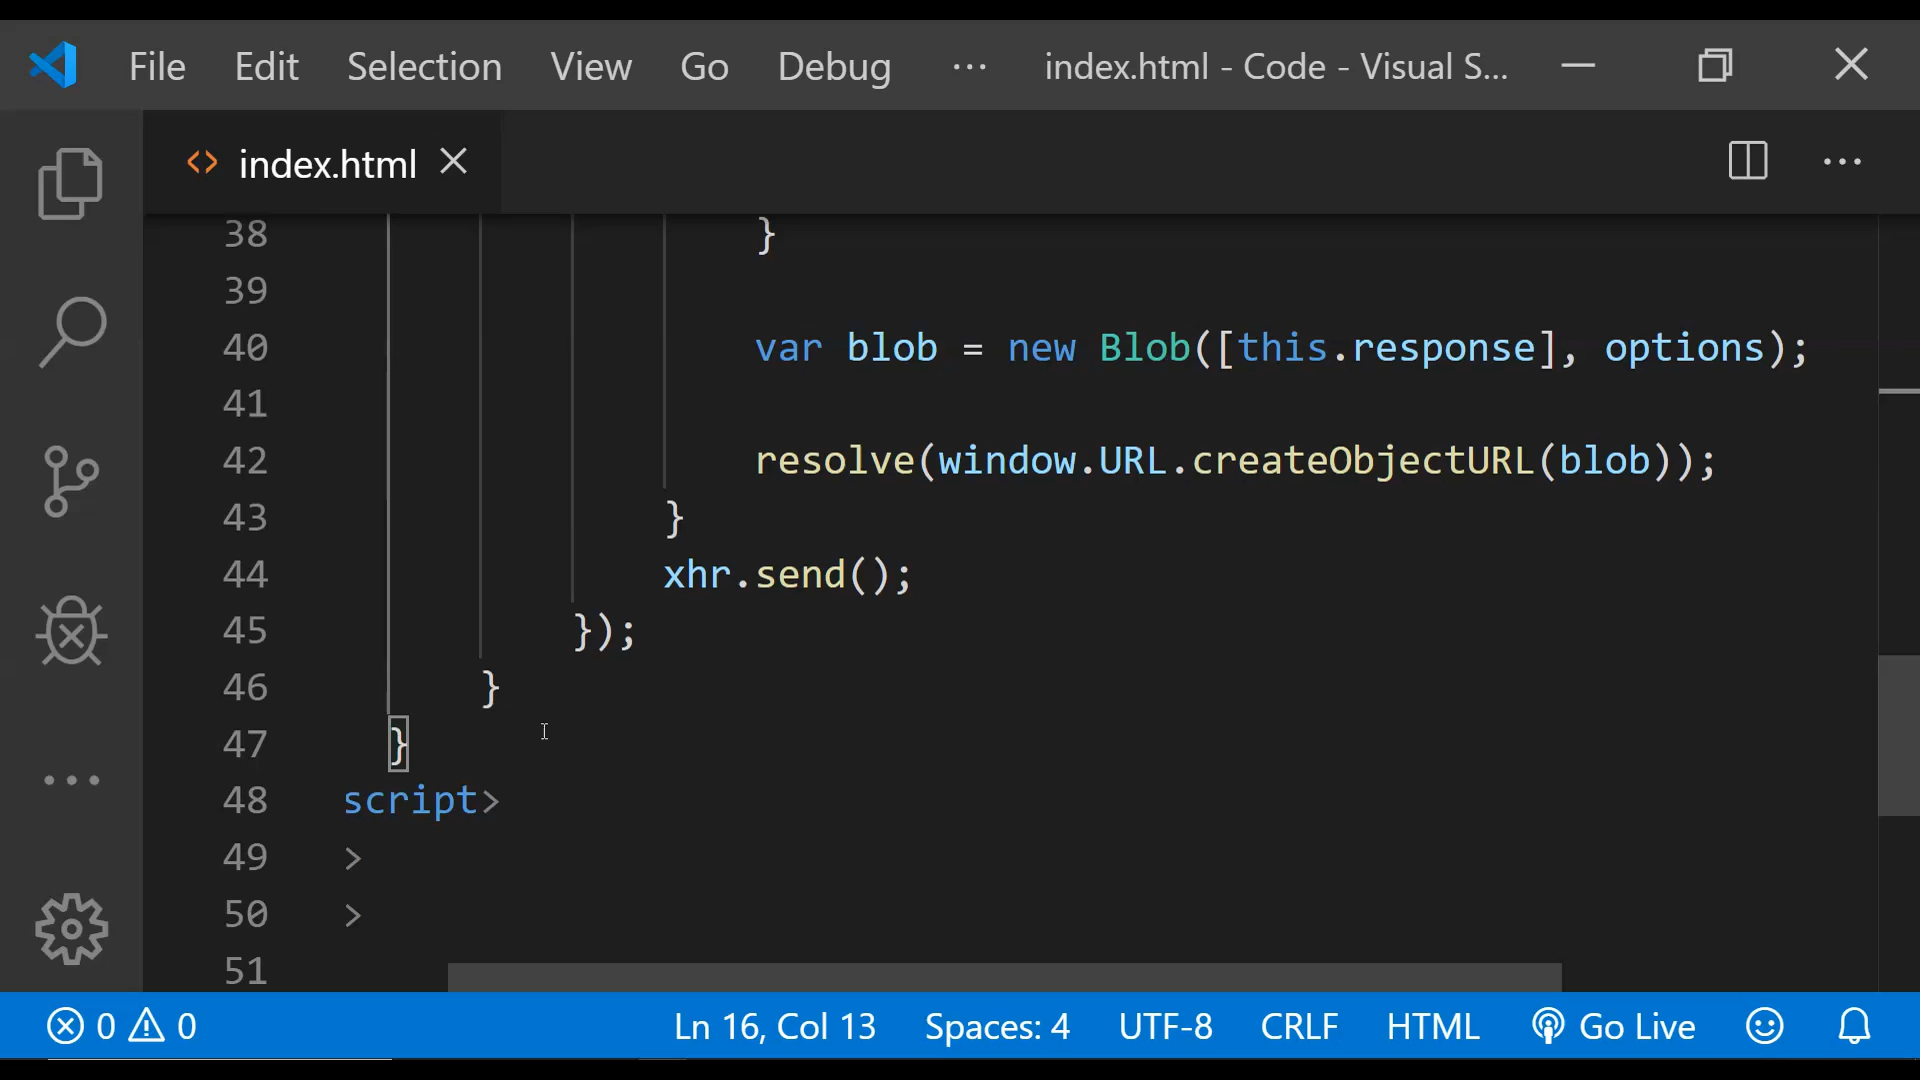 File Edit Selection View Go Debug ... index.html - Code - Visual S...
index.html
38 }
39
40 var blob = new Blob([this.response], options);
41
42 resolve(window.URL.createObjectURL(blob));
43 }
44 xhr.send();
45 });
46 }
47 }
48 script>
49 >
50 >
51
0 0 Ln 16, Col 13 Spaces: 4 UTF-8 CRLF HTML Go Live